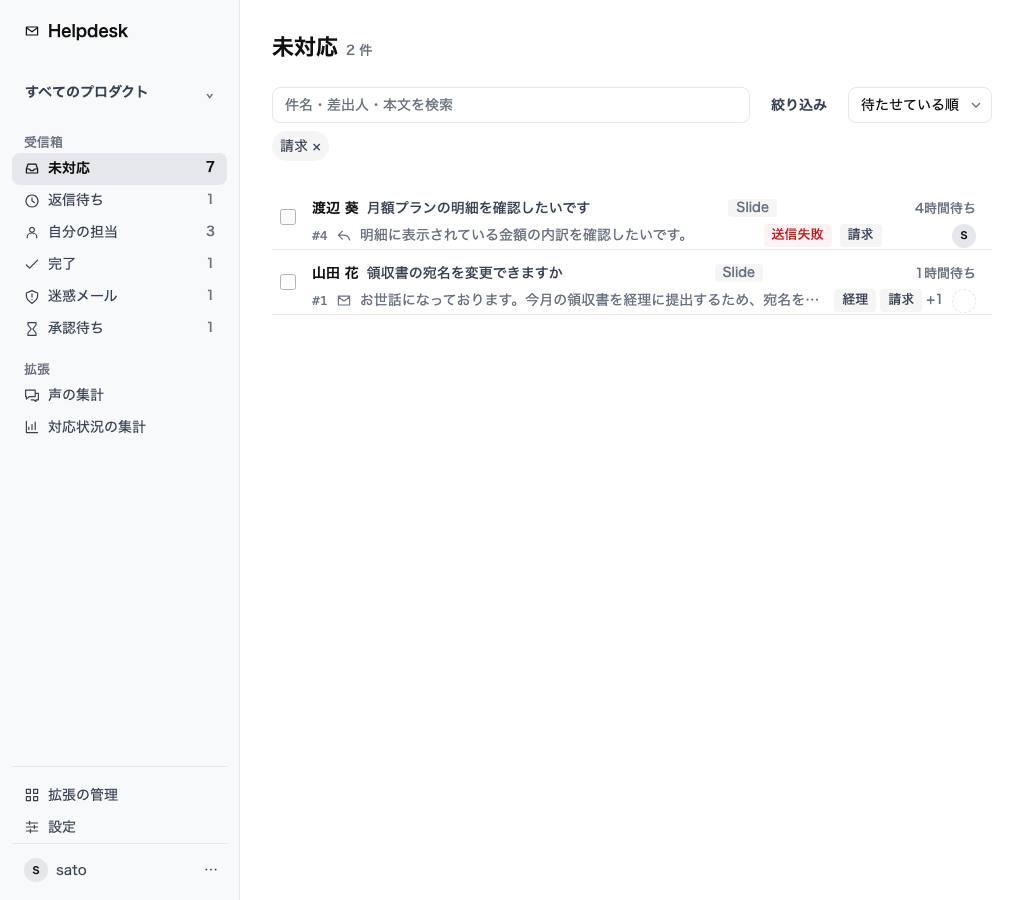 Helpdesk
すべてのプロダクト
受信箱
未対応 7
返信待ち 1
自分の担当 3
完了 1
迷惑メール 1
承認待ち 1
拡張
声の集計
対応状況の集計
拡張の管理
設定
S sato ...
未対応 2 件
件名・差出人・本文を検索 絞り込み 待たせている順
請求 ×
渡辺 葵 月額プランの明細を確認したいです Slide 4時間待ち
#4 明細に表示されている金額の内訳を確認したいです。 送信失敗 請求 S
山田 花 領収書の宛名を変更できますか Slide 1時間待ち
#1 お世話になっております。今月の領収書を経理に提出するため、宛名を… 経理 請求 +1